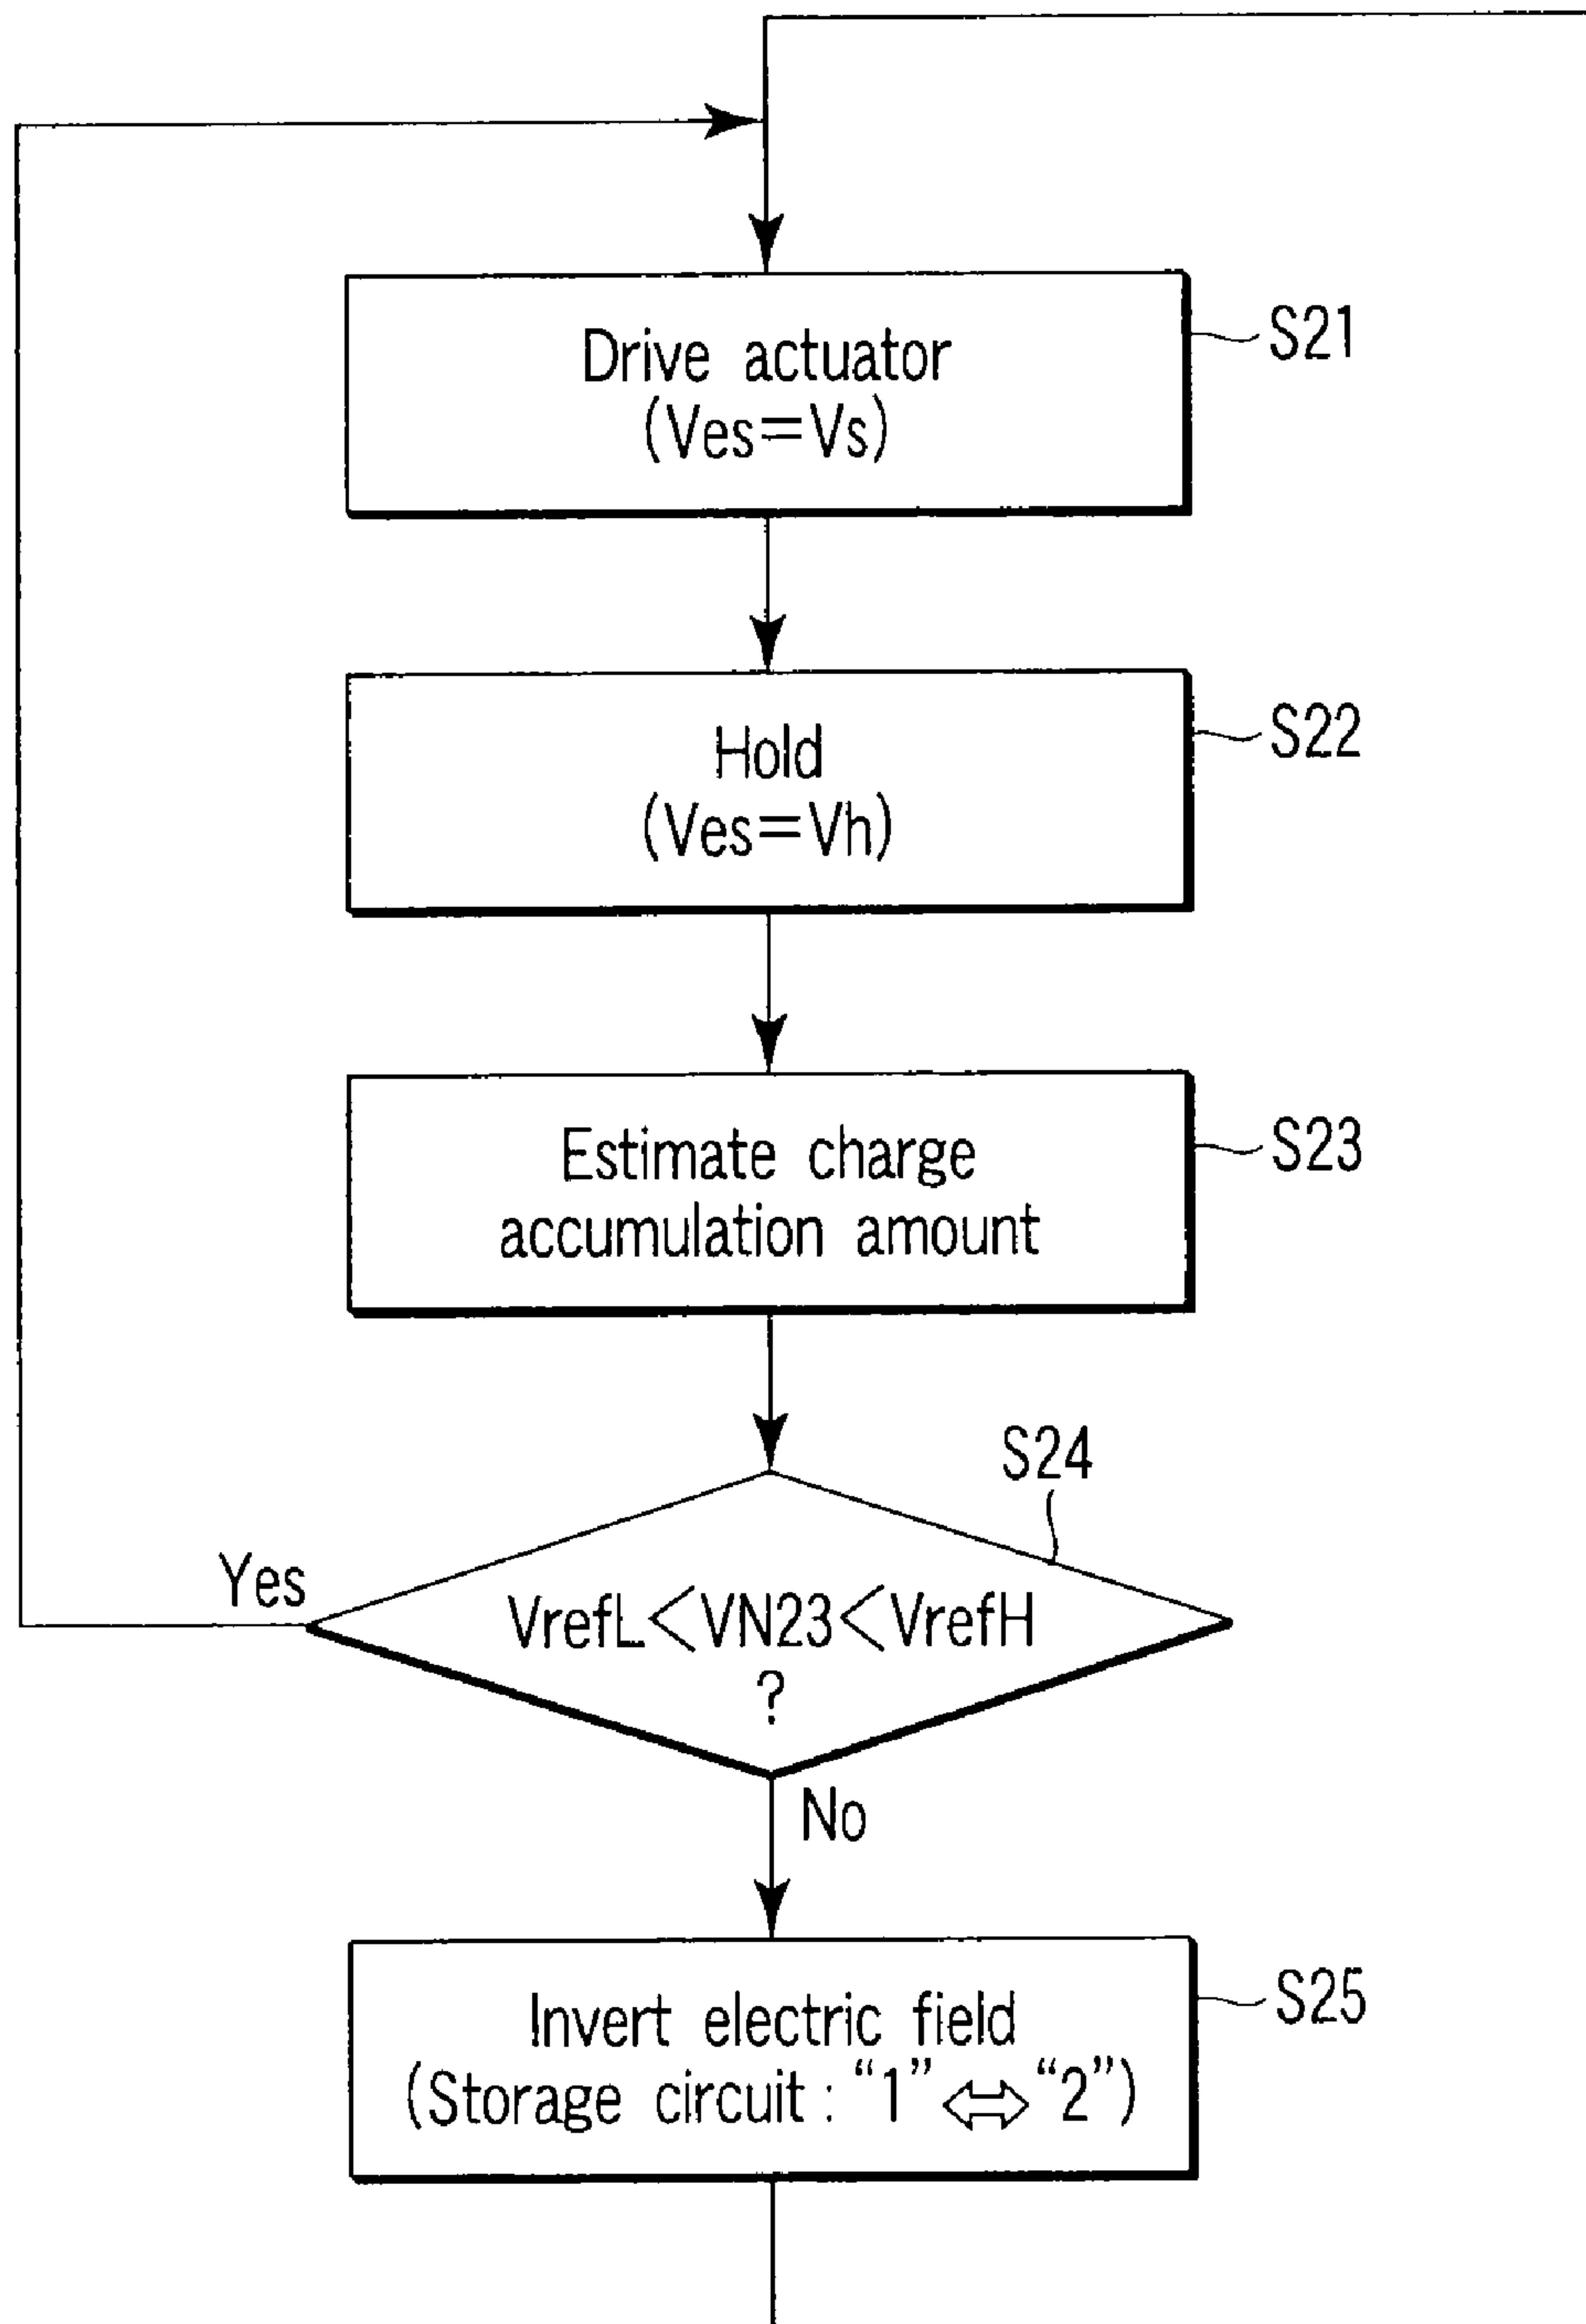 Drive actuator
(Ves=Vs)
S21
Hold
(Ves=Vh)
S22
Estimate charge
accumulation amount
S23
S24
Yes
VrefL<VN23<VrefH
?
No
Invert electric field
(Storage circuit : “1” ⇔ “2”)
S25